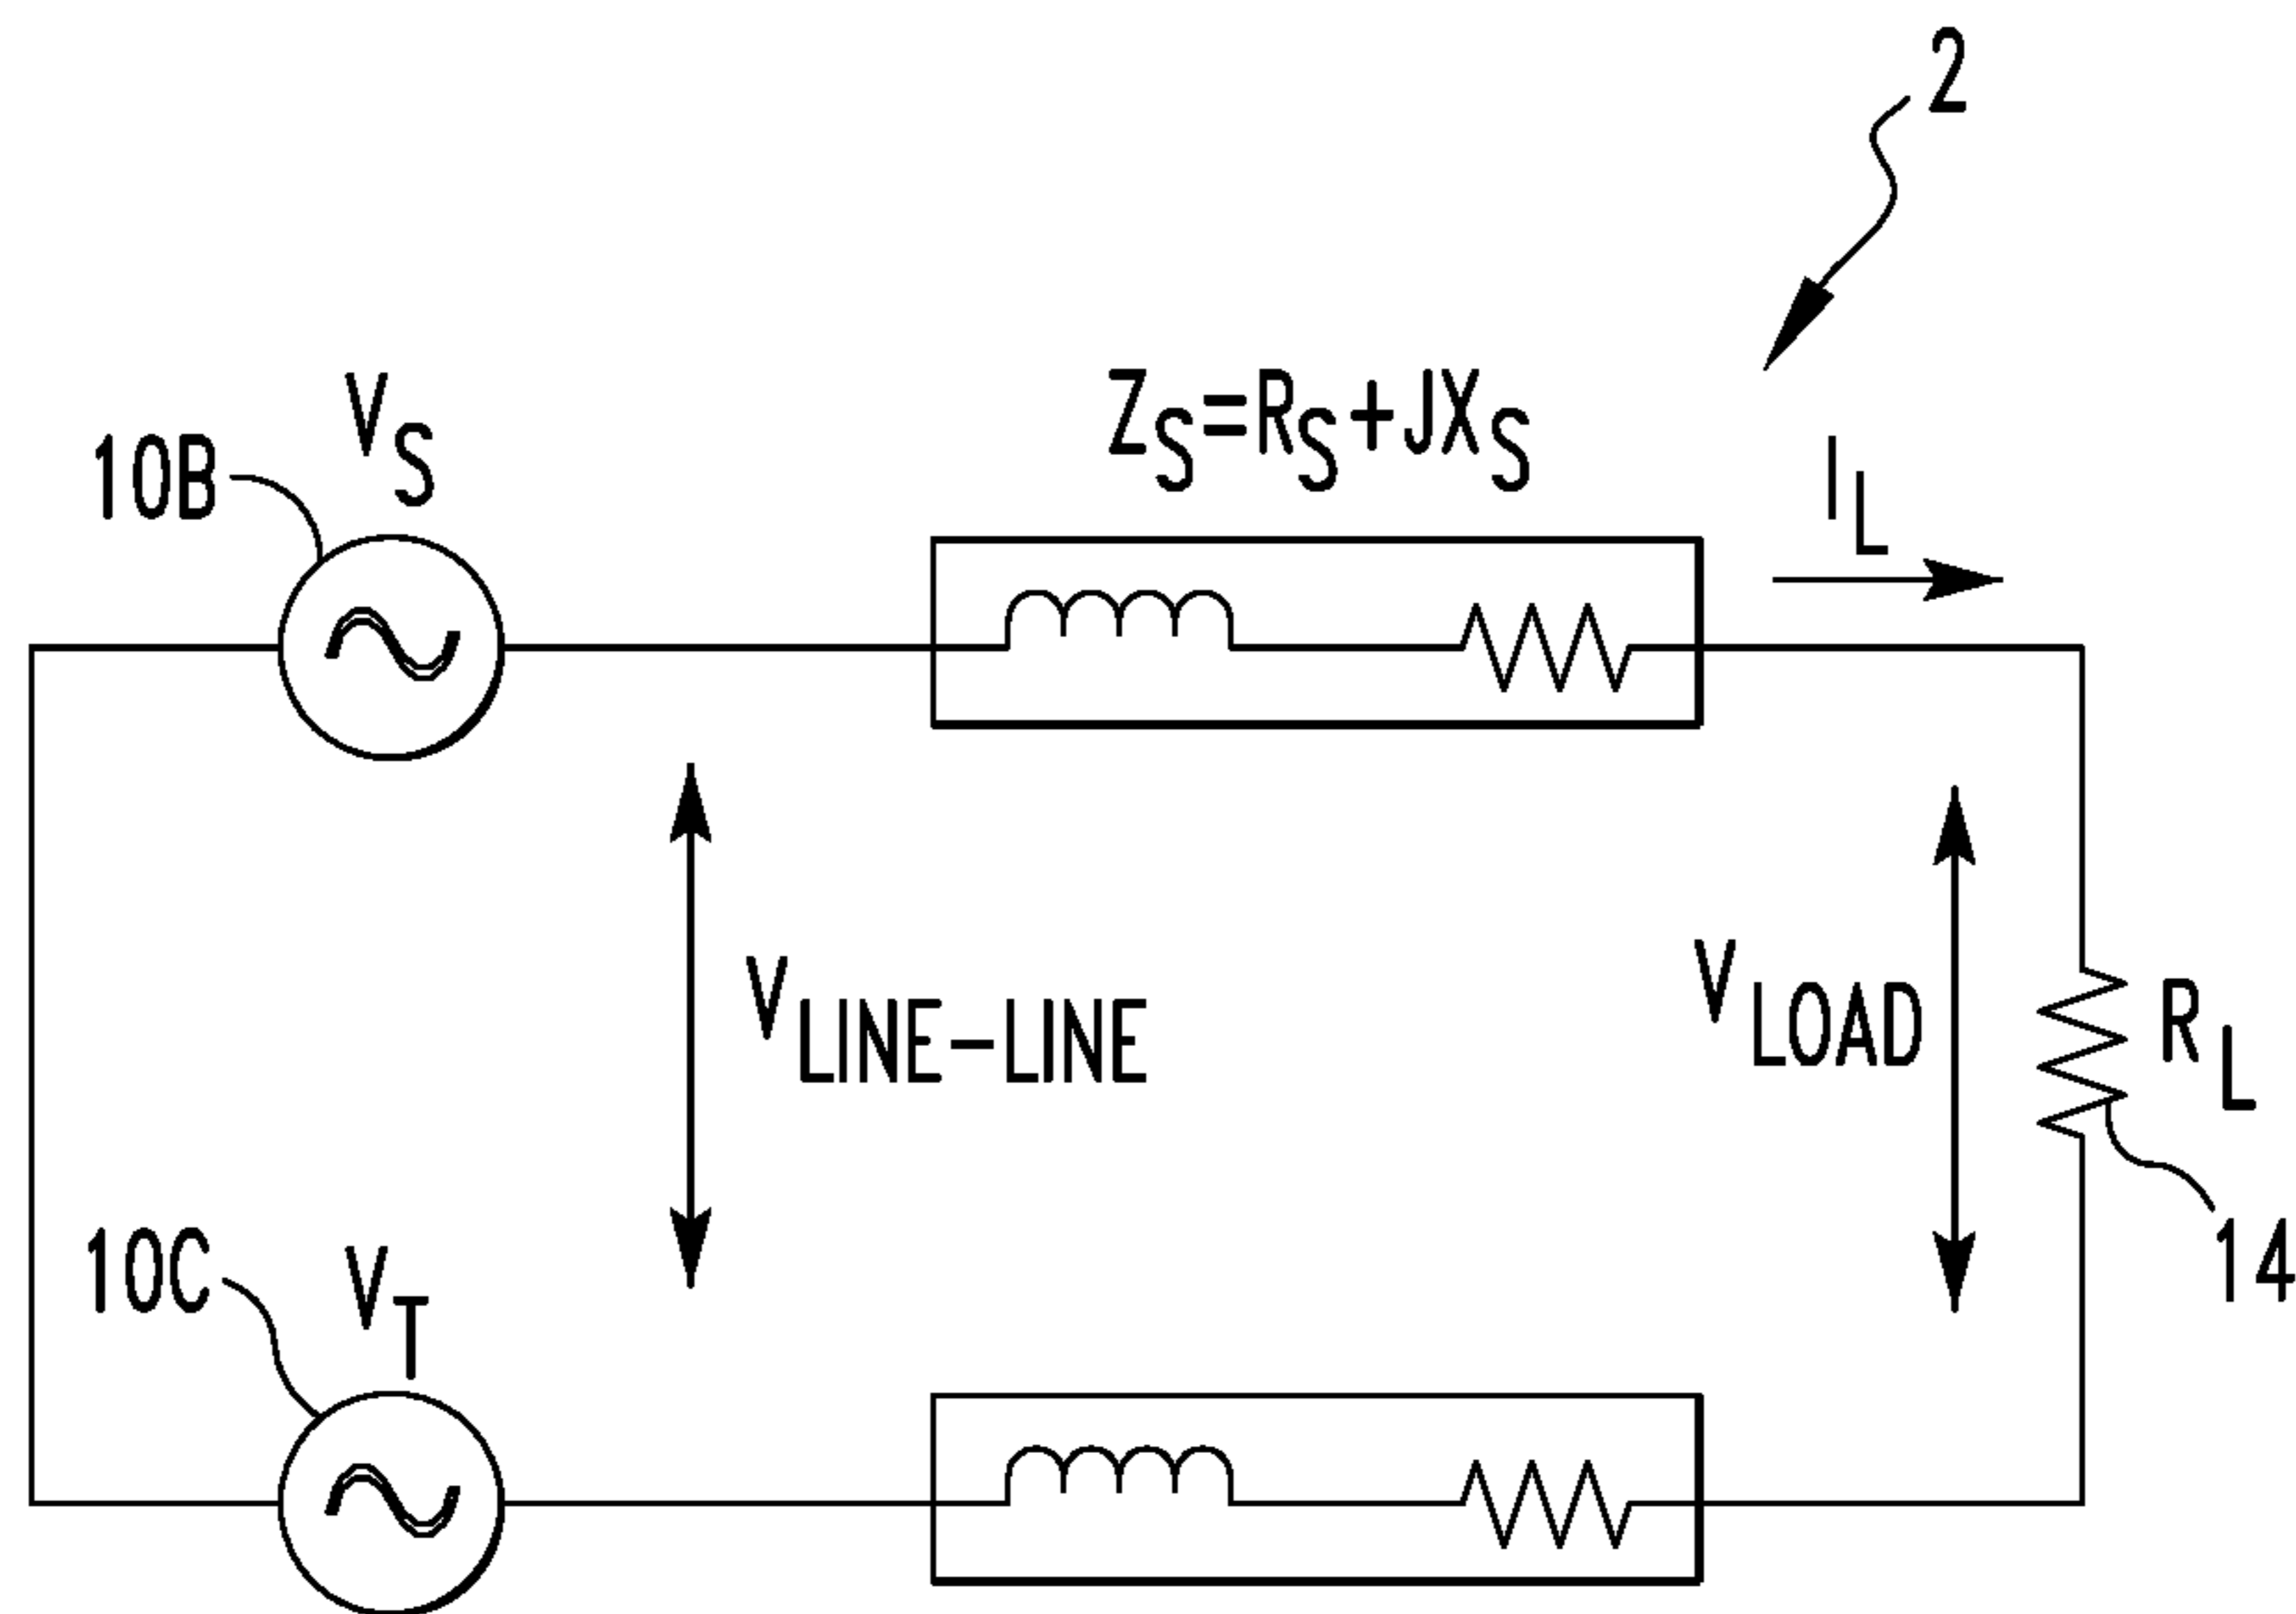 2
V_S
10B
Z_S=R_S+JX_S
I_L
V_LINE-LINE
V_LOAD
R_L
10C
V_T
14